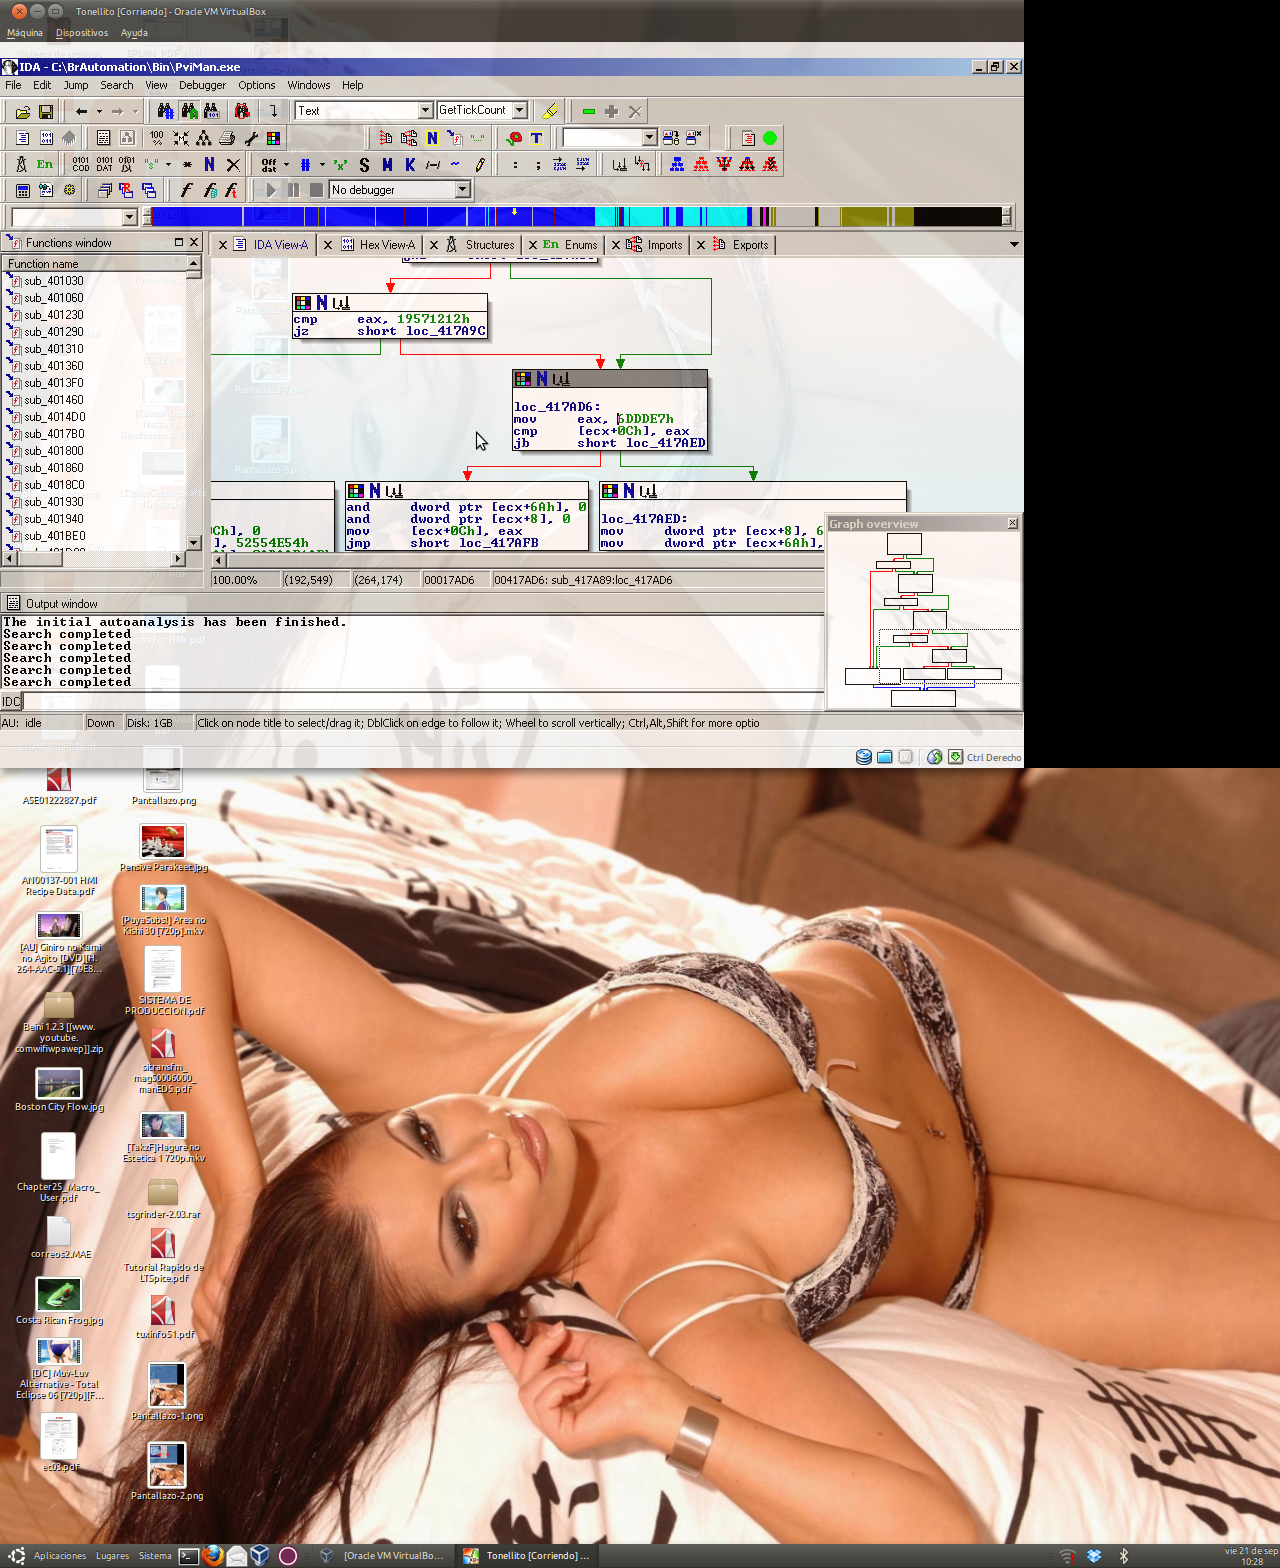 Tonellito [Corriendo] - Oracle VM VirtualBox
Máquina Dispositivos Ayuda
IDA - C:\BrAutomation\Bin\PviMan.exe
File Edit Jump Search View Debugger Options Windows Help
Text GetTickCount
No debugger
Functions window
IDA View-A Hex View-A Structures En Enums Imports Exports
Function name
sub_401030
sub_401060
sub_401230
sub_401290
sub_401310
sub_401360
sub_4013F0
sub_401460
sub_4014D0
sub_4017B0
sub_401800
sub_401860
sub_4018C0
sub_401930
sub_401940
sub_401BE0
cmp eax, 19571212h
jz short loc_417A9C
loc_417AD6:
mov eax, 6DDDE7h
cmp [ecx+0Ch], eax
jb short loc_417AED
Ch], 0
], 52554E54h
and dword ptr [ecx+6Ah], 0
and dword ptr [ecx+8], 0
mov [ecx+0Ch], eax
jmp short loc_417AFB
loc_417AED:
mov dword ptr [ecx+8], 6
mov dword ptr [ecx+6Ah],
Graph overview
100.00% (192,549) (264,174) 00017AD6 00417AD6: sub_417A89:loc_417AD6
Output window
The initial autoanalysis has been finished.
Search completed
Search completed
Search completed
Search completed
Search completed
IDC
AU: idle Down Disk: 1GB Click on node title to select/drag it; DblClick on edge to follow it; Wheel to scroll vertically; Ctrl,Alt,Shift for more optio
Ctrl Derecho
ASE01222827.pdf
AN00137-001 HMI
Recipe Data.pdf
[AU] Giniro no Kami
no Agito [DVD][H.
264-AAC-5.1][79E8...
Beini 1.2.3 [[www.
youtube.
comwifiwpawep]].zip
Boston City Flow.jpg
Chapter25_Macro_
User.pdf
correos2.MAE
Costa Rican Frog.jpg
[DC] Muv-Luv
Alternative - Total
Eclipse 06 [720p][F...
ec03.pdf
Pantallazo.png
Pensive Parakeet.jpg
[PuyaSubs!] Area no
Kishi 30 [720p].mkv
SISTEMA DE
PRODUCCION.pdf
sitransfm_
mag50006000_
manEDS.pdf
[TakzF]Hagure no
Estetica 1 720p.mkv
tsgrinder-2.03.rar
Tutorial Rapido de
LTSpice.pdf
tuxinfo51.pdf
Pantallazo-1.png
Pantallazo-2.png
Aplicaciones Lugares Sistema [Oracle VM VirtualBo... Tonellito [Corriendo] ...
vie 21 de sep
10:28